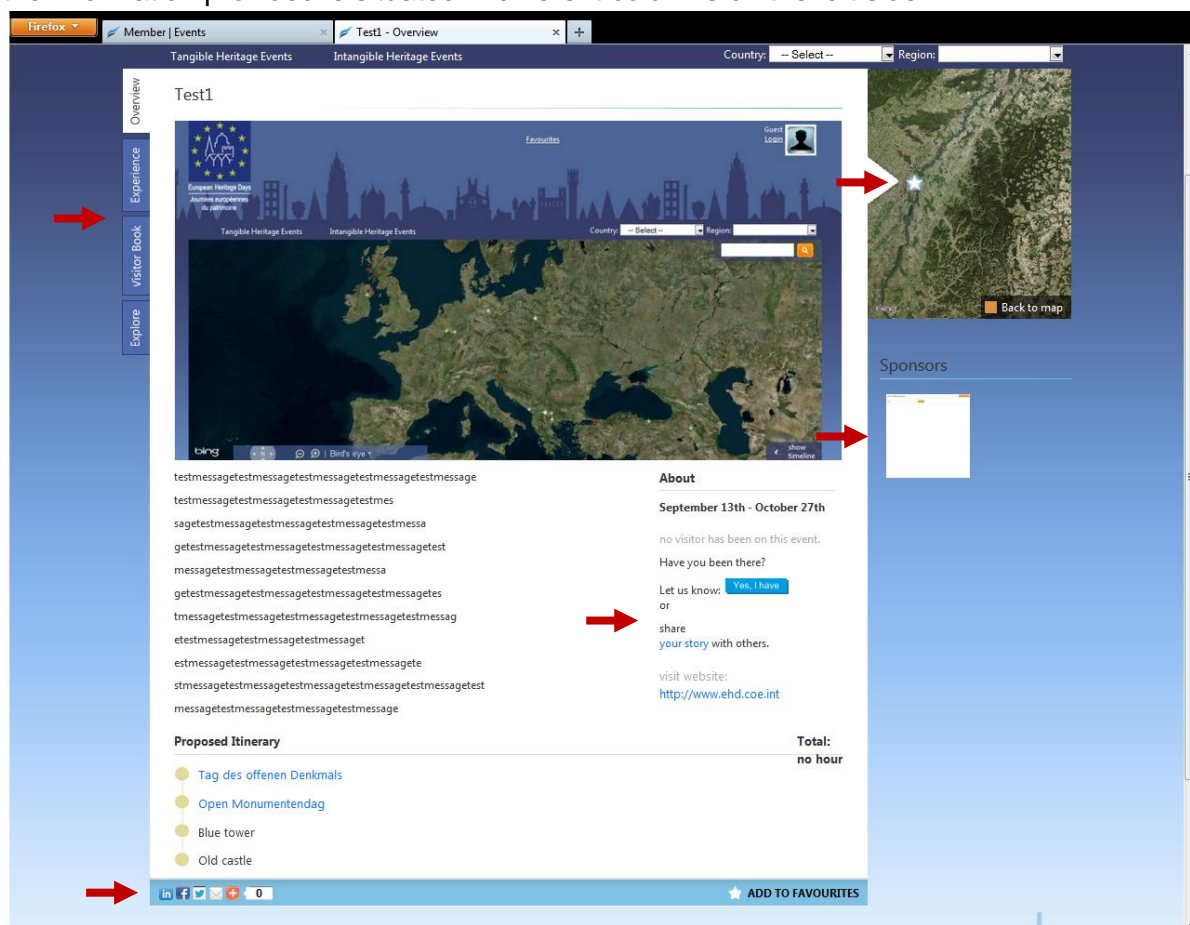 Firefox
Member | Events
Test1 - Overview
Tangible Heritage Events
Intangible Heritage Events
Country:
-- Select --
Region:
Overview
Experience
Visitor Book
Explore
Test1
European Heritage Days
Journées européennes
du patrimoine
Favourites
Guest
Login
Tangible Heritage Events
Intangible Heritage Events
Country:
-- Select --
Region:
bing
Bird's eye
show
timeline
Back to map
Sponsors
testmessagetestmessagetestmessagetestmessagetestmessage
testmessagetestmessagetestmessagetestmes
sagetestmessagetestmessagetestmessagetestmessa
getestmessagetestmessagetestmessagetestmessagetest
messagetestmessagetestmessagetestmessa
getestmessagetestmessagetestmessagetestmessagetes
tmessagetestmessagetestmessagetestmessagetestmessag
etestmessagetestmessagetestmessaget
estmessagetestmessagetestmessagetestmessagete
stmessagetestmessagetestmessagetestmessagetestmessagetest
messagetestmessagetestmessagetestmessage
About
September 13th - October 27th
no visitor has been on this event.
Have you been there?
Let us know: Yes, I have
or
share
your story with others.
visit website:
http://www.ehd.coe.int
Proposed Itinerary
Total:
no hour
Tag des offenen Denkmals
Open Monumentendag
Blue tower
Old castle
in f 0
ADD TO FAVOURITES